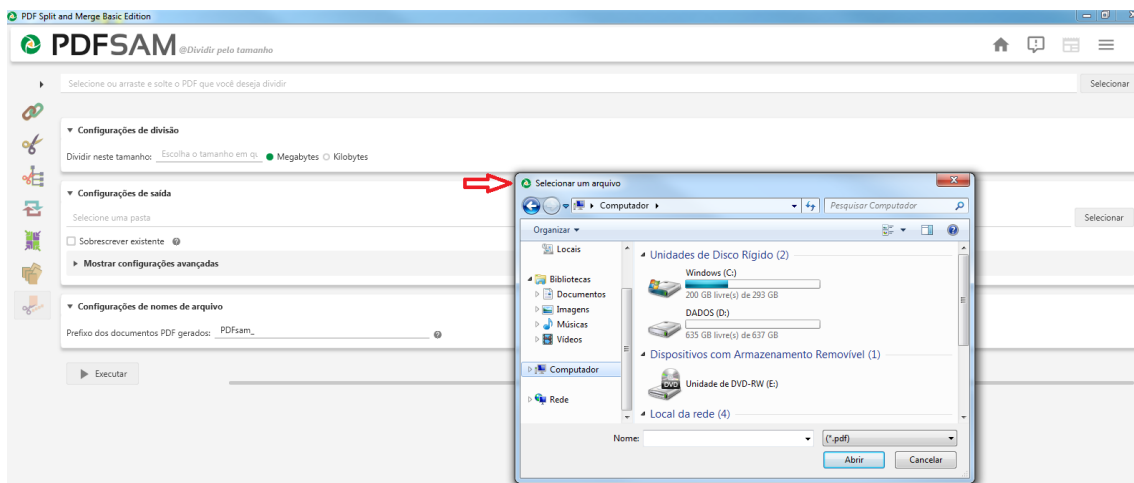 PDF Split and Merge Basic Edition
PDFSAM @Dividir pelo tamanho
Selecione ou arraste e solte o PDF que você deseja dividir
Selecionar
Configurações de divisão
Dividir neste tamanho: Escolha o tamanho em qu Megabytes Kilobytes
Configurações de saída
Selecione uma pasta
Selecionar
Sobrescrever existente
Mostrar configurações avançadas
Configurações de nomes de arquivo
Prefixo dos documentos PDF gerados: PDFsam_
Executar
Selecionar um arquivo
Computador
Pesquisar Computador
Organizar
Locais
Bibliotecas
Documentos
Imagens
Músicas
Vídeos
Computador
Rede
Unidades de Disco Rígido (2)
Windows (C:)
200 GB livre(s) de 293 GB
DADOS (D:)
635 GB livre(s) de 637 GB
Dispositivos com Armazenamento Removível (1)
DVD
Unidade de DVD-RW (E:)
Local da rede (4)
Nome:
(*.pdf)
Abrir
Cancelar